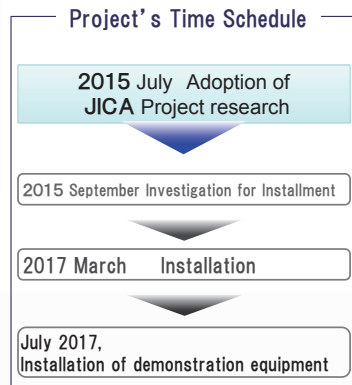 Project's Time Schedule
2015 July Adoption of
JICA Project research
2015 September Investigation for Installment
2017 March Installation
July 2017,
Installation of demonstration equipment